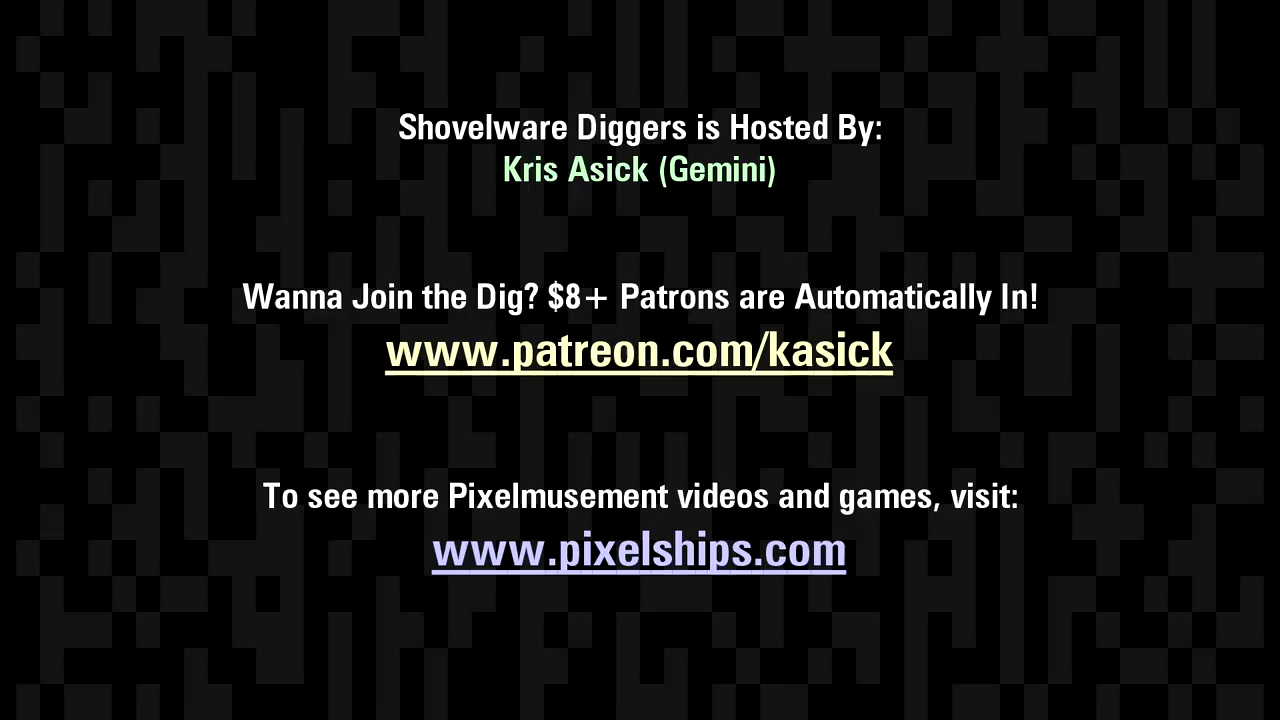 Shovelware Diggers is Hosted By:
Kris Asick (Gemini)
Wanna Join the Dig? $8+ Patrons are Automatically In!
www.patreon.com/kasick
To see more Pixelmusement videos and games, visit:
www.pixelships.com